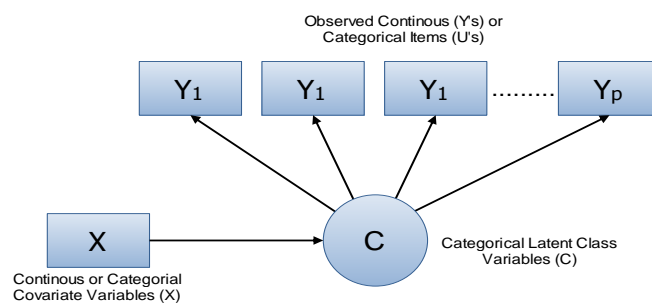 Observed Continous (Y's) or
Categorical Items (U's)
Y1 Y1 Y1 ......... Yp
X
C
Categorical Latent Class
Variables (C)
Continous or Categorial
Covariate Variables (X)